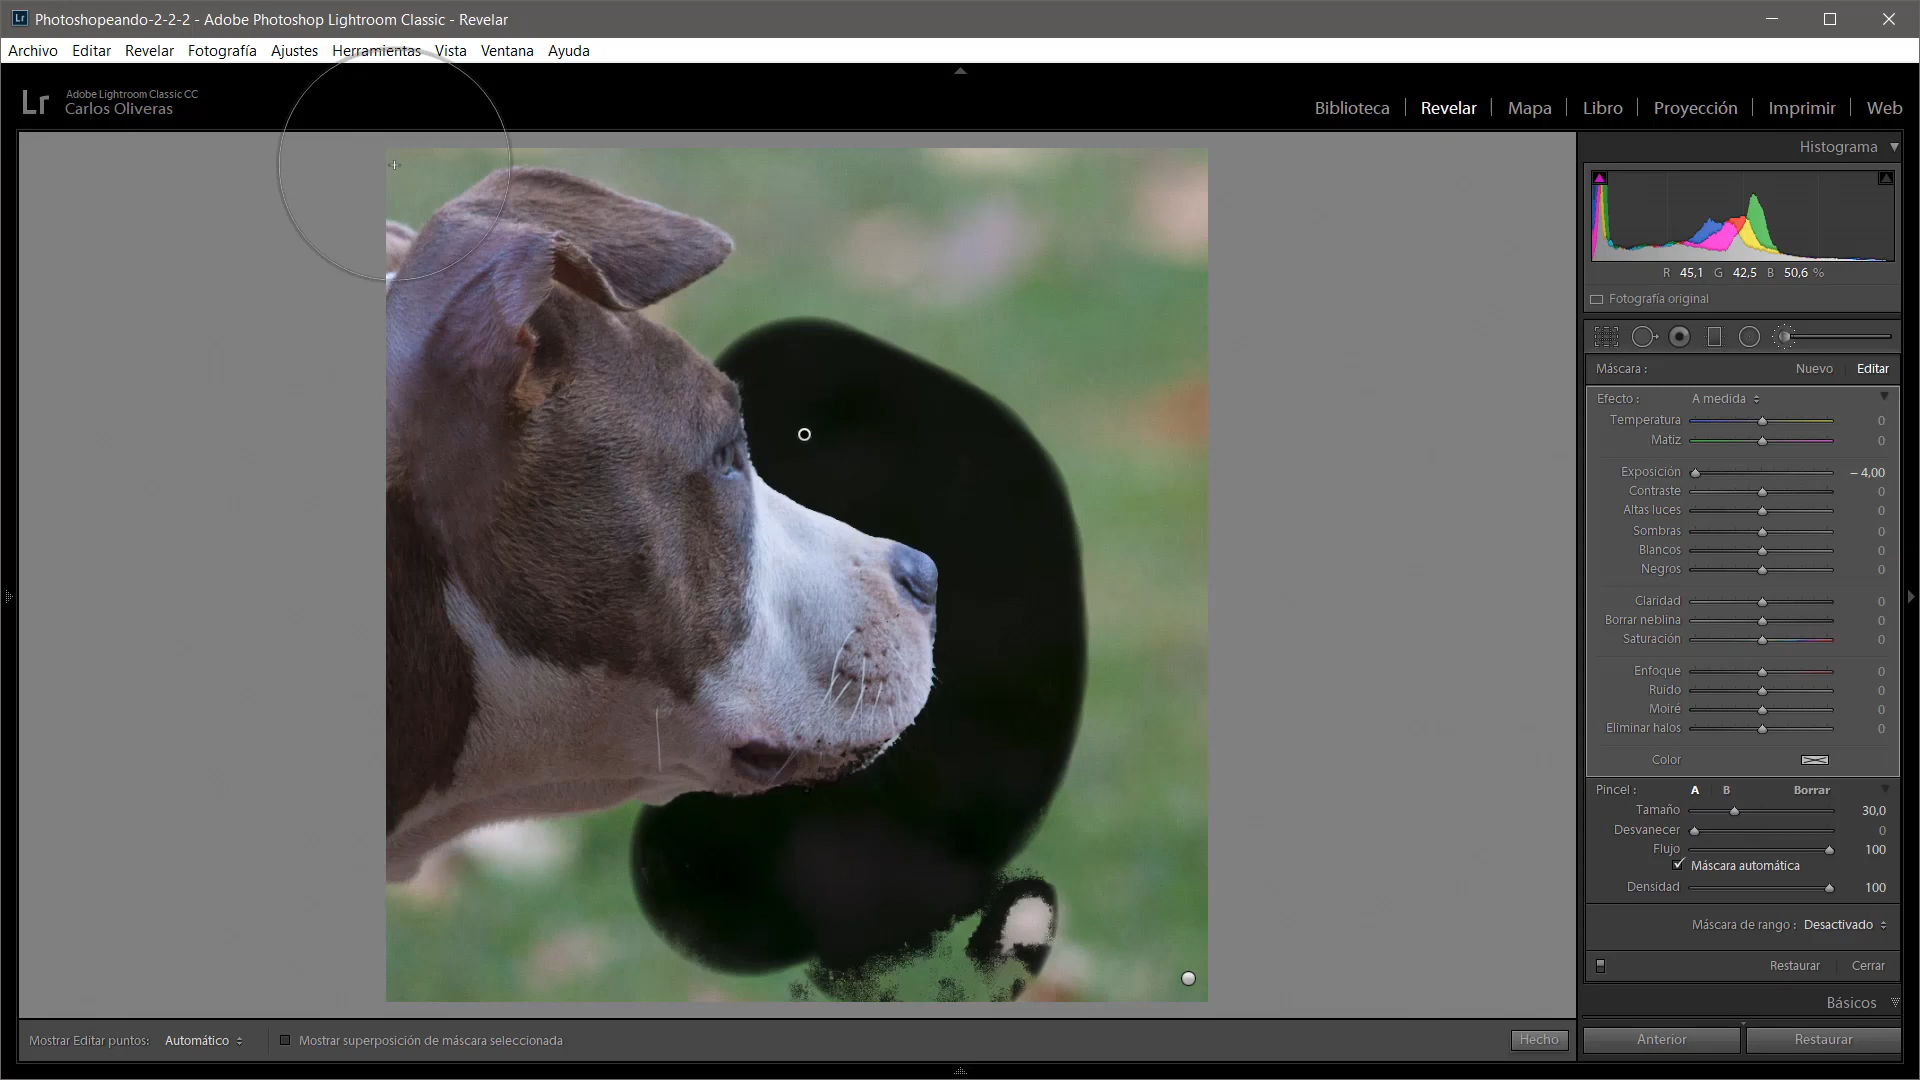 Lr Photoshopeando-2-2-2 - Adobe Photoshop Lightroom Classic - Revelar
Archivo Editar Revelar Fotografía Ajustes Herramientas Vista Ventana Ayuda
Lr Adobe Lightroom Classic CC
Carlos Oliveras
Biblioteca | Revelar | Mapa | Libro | Proyección | Imprimir | Web
Histograma
R 45,1 G 42,5 B 50,6 %
Fotografía original
Máscara : Nuevo Editar
Efecto : A medida
Temperatura 0
Matiz 0
Exposición – 4,00
Contraste 0
Altas luces 0
Sombras 0
Blancos 0
Negros 0
Claridad 0
Borrar neblina 0
Saturación 0
Enfoque 0
Ruido 0
Moiré 0
Eliminar halos 0
Color
Pincel : A B Borrar
Tamaño 30,0
Desvanecer 0
Flujo 100
Máscara automática
Densidad 100
Máscara de rango : Desactivado
Restaurar Cerrar
Básicos
Mostrar Editar puntos: Automático Mostrar superposición de máscara seleccionada Hecho
Anterior Restaurar